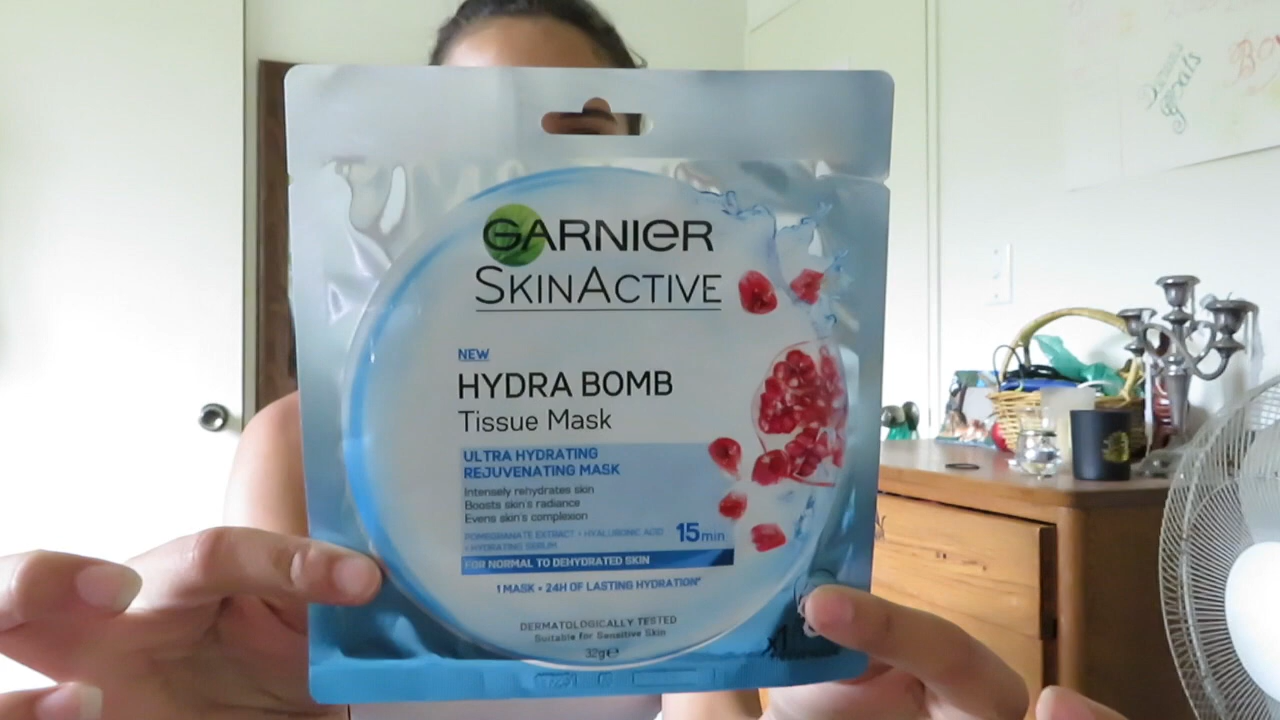 GARNIER
SKINACTIVE
NEW
HYDRA BOMB
Tissue Mask
ULTRA HYDRATING
REJUVENATING MASK
Intensely rehydrates skin
Boosts skin's radiance
Evens skin's complexion
POMEGRANATE EXTRACT + HYALURONIC ACID
+ HYDRATING SERUM
15min
FOR NORMAL TO DEHYDRATED SKIN
1 MASK = 24H OF LASTING HYDRATION*
DERMATOLOGICALLY TESTED
Suitable for Sensitive Skin
32g℮
goals